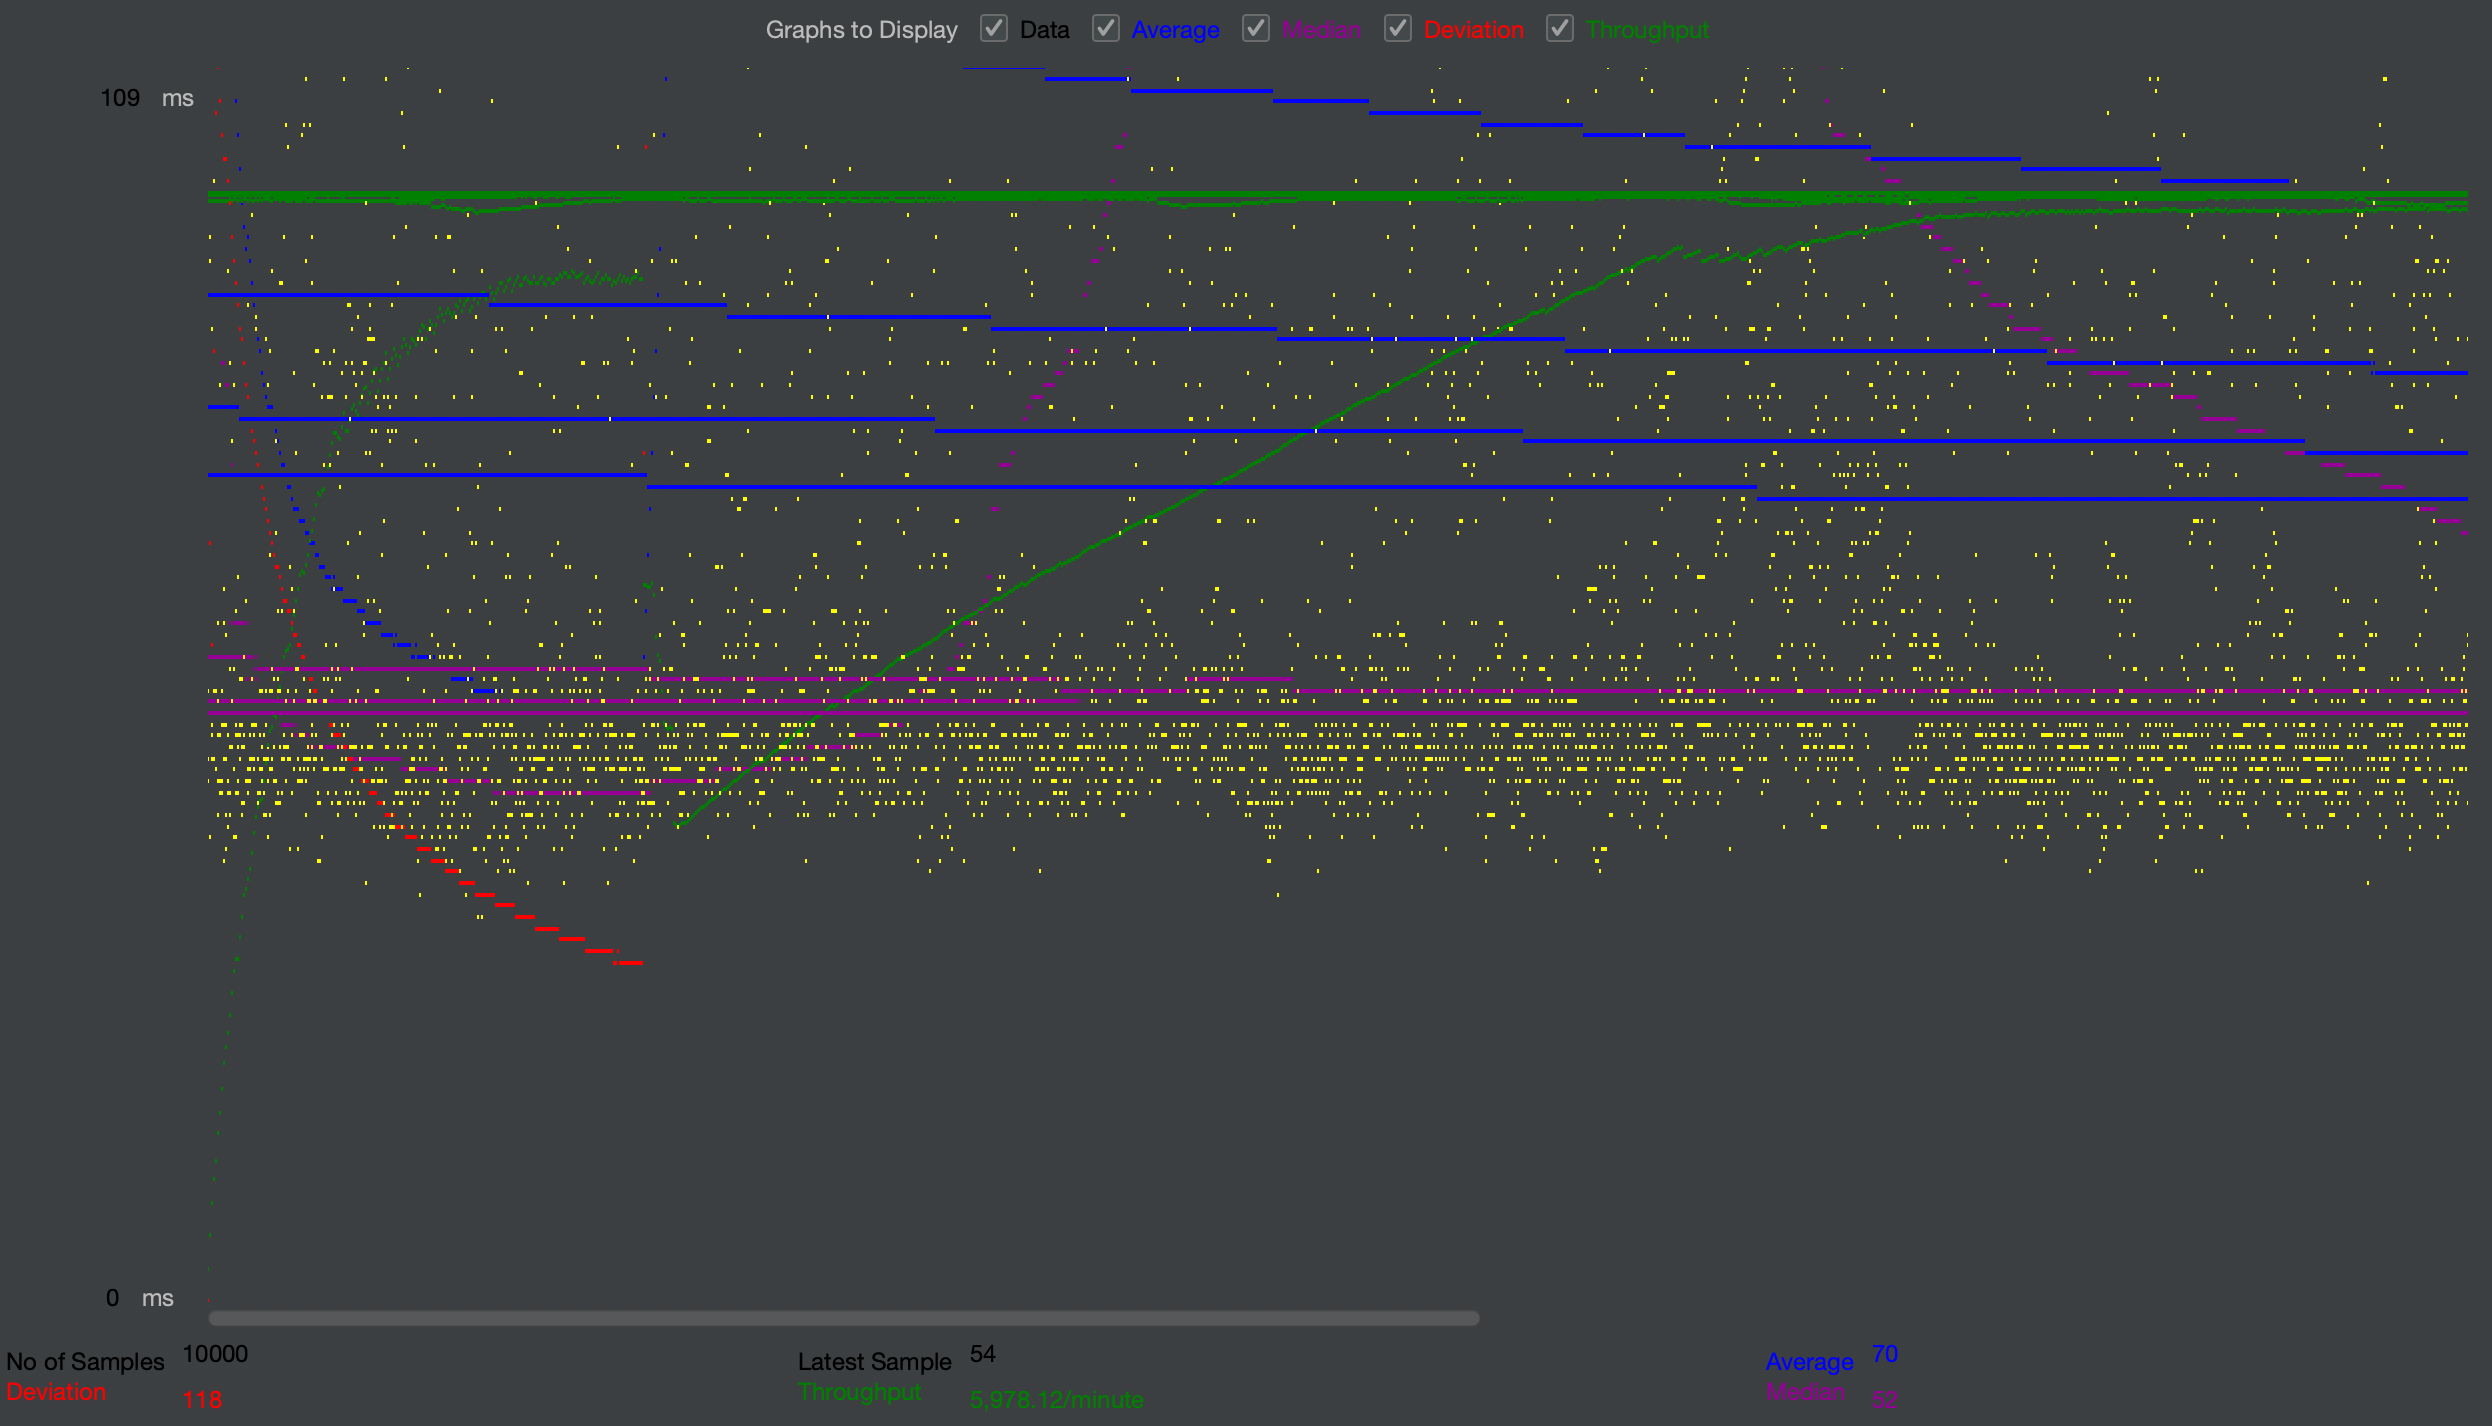 Graphs to Display Data Average Median Deviation Throughput
109 ms
0 ms
No of Samples 10000 Latest Sample 54 Average 70
Deviation 118 Throughput 5,978.12/minute Median 52